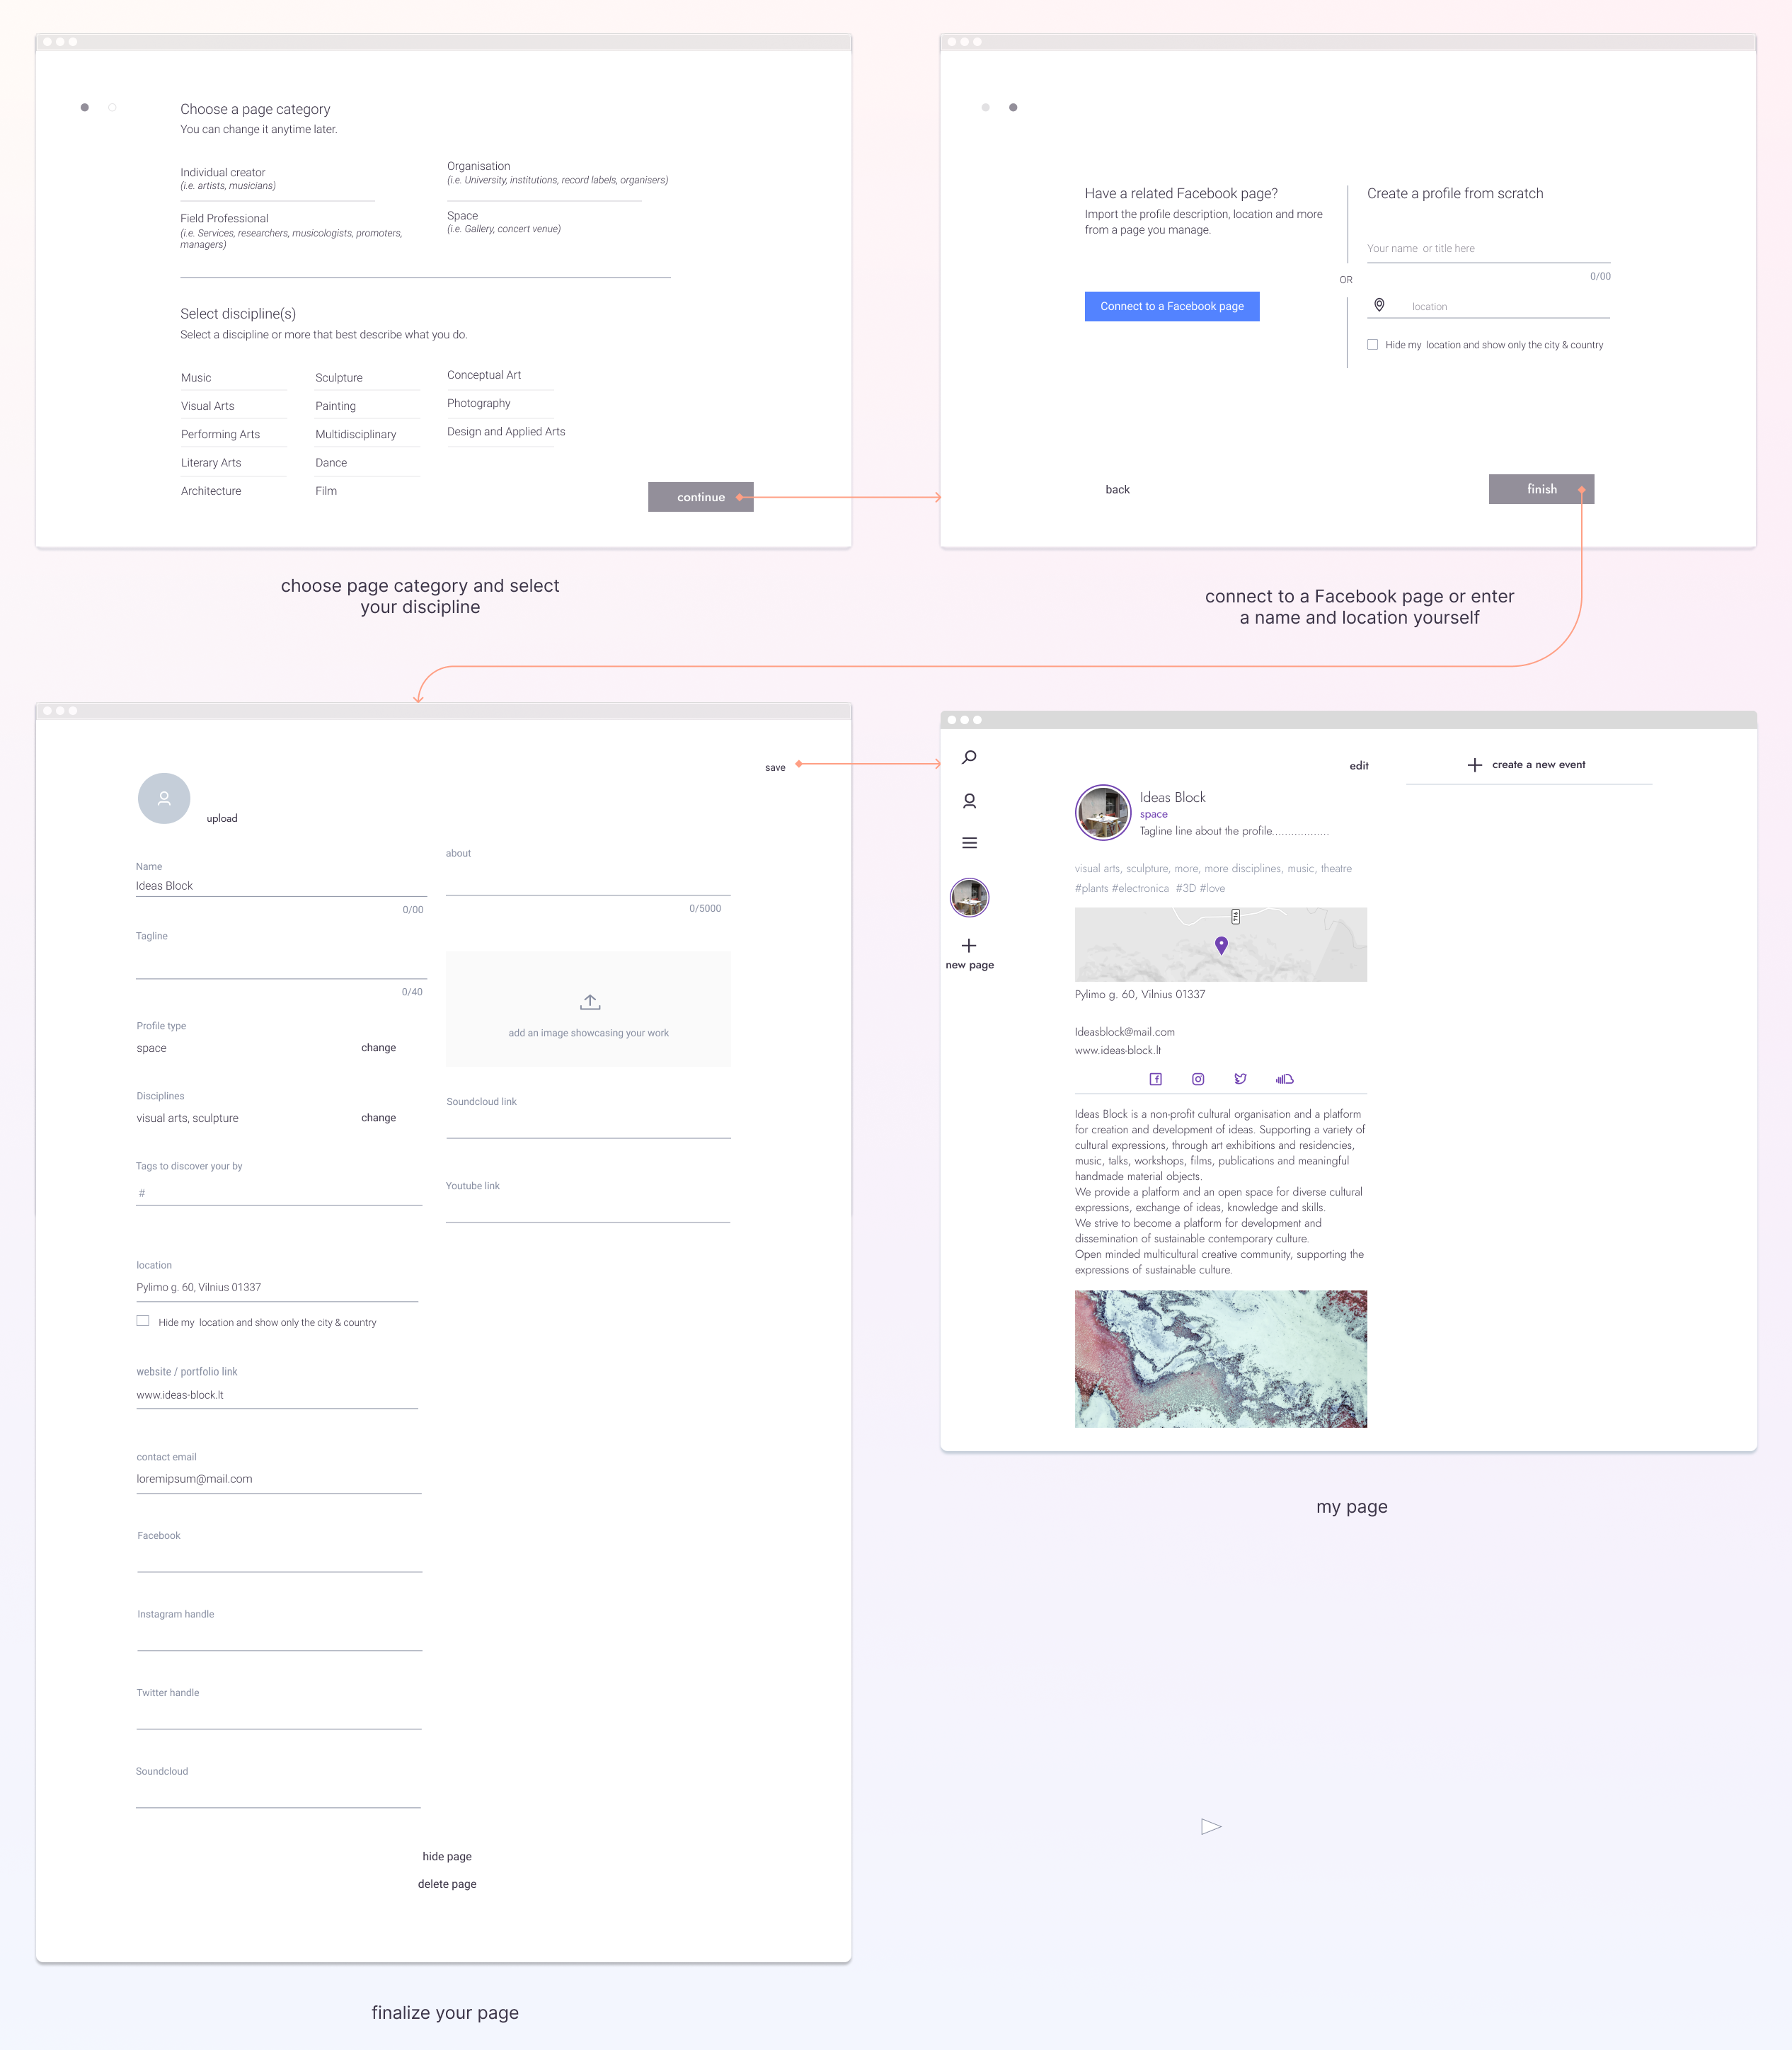 Choose a page category
You can change it anytime later.
Individual creator
(i.e. artists, musicians)
Organisation
(i.e. University, institutions, record labels, organisers)
Field Professional
(i.e. Services, researchers, musicologists, promoters,
managers)
Space
(i.e. Gallery, concert venue)
Select discipline(s)
Select a discipline or more that best describe what you do.
Music
Visual Arts
Performing Arts
Literary Arts
Architecture
Sculpture
Painting
Multidisciplinary
Dance
Film
Conceptual Art
Photography
Design and Applied Arts
continue
choose page category and select
your discipline
Have a related Facebook page?
Import the profile description, location and more
from a page you manage.
Connect to a Facebook page
OR
Create a profile from scratch
Your name or title here
0/00
location
Hide my location and show only the city & country
back
finish
connect to a Facebook page or enter
a name and location yourself
save
upload
Name
Ideas Block
0/00
Tagline
0/40
Profile type
space
change
Disciplines
visual arts, sculpture
change
Tags to discover your by
#
location
Pylimo g. 60, Vilnius 01337
Hide my location and show only the city & country
website / portfolio link
www.ideas-block.lt
contact email
loremipsum@mail.com
Facebook
Instagram handle
Twitter handle
Soundcloud
about
0/5000
add an image showcasing your work
Soundcloud link
Youtube link
hide page
delete page
finalize your page
new page
edit
create a new event
Ideas Block
space
Tagline line about the profile..................
visual arts, sculpture, more, more disciplines, music, theatre
#plants #electronica #3D #love
Pylimo g. 60, Vilnius 01337
Ideasblock@mail.com
www.ideas-block.lt
Ideas Block is a non-profit cultural organisation and a platform
for creation and development of ideas. Supporting a variety of
cultural expressions, through art exhibitions and residencies,
music, talks, workshops, films, publications and meaningful
handmade material objects.
We provide a platform and an open space for diverse cultural
expressions, exchange of ideas, knowledge and skills.
We strive to become a platform for development and
dissemination of sustainable contemporary culture.
Open minded multicultural creative community, supporting the
expressions of sustainable culture.
my page